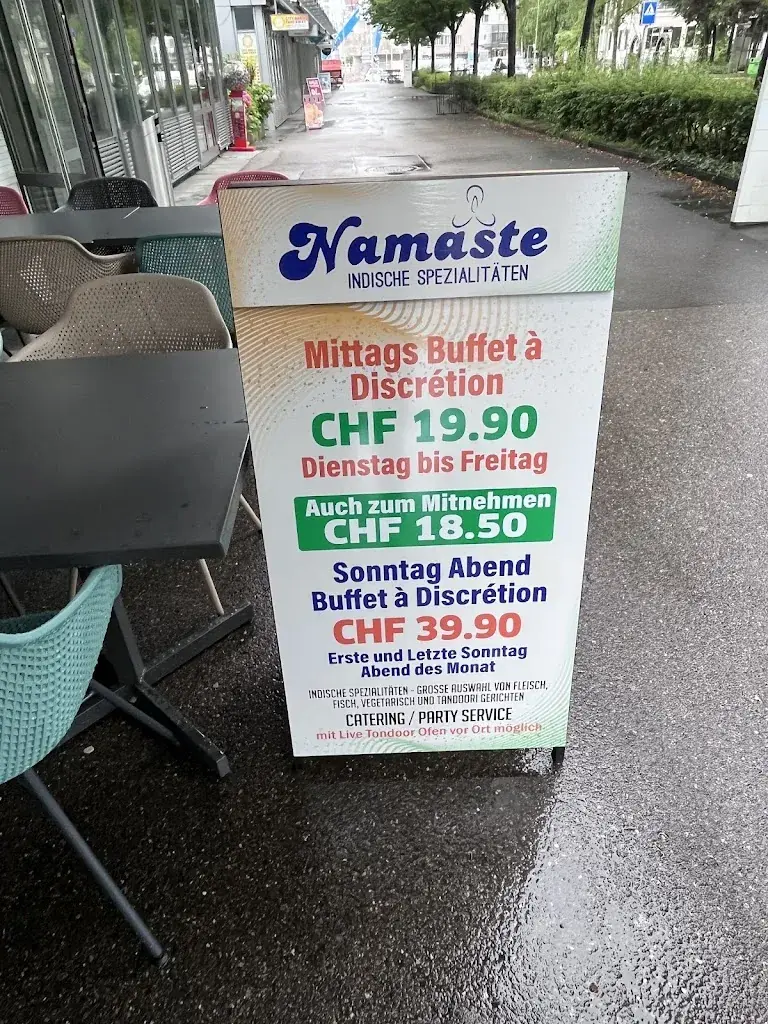 Namaste
INDISCHE SPEZIALITÄTEN
Mittags Buffet à
Discrétion
CHF 19.90
Dienstag bis Freitag
Auch zum Mitnehmen
CHF 18.50
Sonntag Abend
Buffet à Discrétion
CHF 39.90
Erste und Letzte Sonntag
Abend des Monat
INDISCHE SPEZIALITÄTEN - GROSSE AUSWAHL VON FLEISCH,
FISCH, VEGETARISCH UND TANDOORI GERICHTEN
CATERING / PARTY SERVICE
mit Live Tondoor Ofen vor Ort möglich.